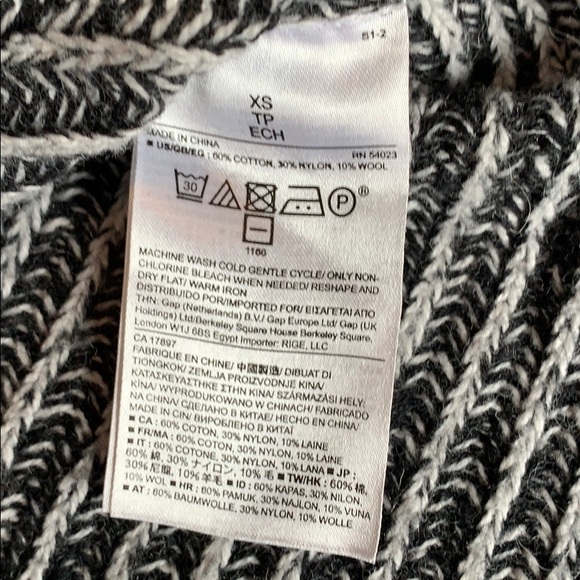 S1-2
XS
TP
ECH
MADE IN CHINA RN 54023
■ US/GB/EG : 60% COTTON, 30% NYLON, 10% WOOL
30 P ®
1166
MACHINE WASH COLD GENTLE CYCLE/ ONLY NON-
CHLORINE BLEACH WHEN NEEDED/ RESHAPE AND
DRY FLAT/ WARM IRON
DISTRIBUIDO POR/IMPORTED FOR/ ΕΙΣΑΓΕΤΑΙ ΑΠΟ
ΤΗΝ: Gap (Netherlands) B.V./ Gap Europe Ltd/ Gap (UK
Holdings) Ltd/Berkeley Square House Berkeley Square,
London W1J 6BS Egypt Importer: RIGE, LLC
CA 17897
FABRIQUÉ EN CHINE/ 中國製造/ DIBUAT DI
TIONGKOK/ ZEMLJA PROIZVODNJE KINA/
ΚΑΤΑΣΚΕΥΑΣΤΗΚΕ ΣΤΗΝ ΚΙΝΑ/ SZÁRMAZÁSI HELY:
KÍNA/ WYPRODUKOWANO W CHINACH/ FABRICADO
NA CHINA/ СДЕЛАНО В КИТАЕ/ HECHO EN CHINA/
MADE IN CIN/ ВИРОБЛЕНО В КИТАЇ
■ CA : 60% COTON, 30% NYLON, 10% LAINE
■ FR/MA : 60% COTON, 30% NYLON, 10% LAINE
■ IT : 60% COTONE, 30% NYLON, 10% LANA ■ JP :
60% 綿, 30% ナイロン, 10% 毛 ■ TW/HK : 60% 棉,
30% 尼龍, 10% 羊毛 ■ ID : 60% KAPAS, 30% NILON,
10% WOL ■ HR : 60% PAMUK, 30% NAJLON, 10% VUNA
■ AT : 60% BAUMWOLLE, 30% NYLON, 10% WOLLE